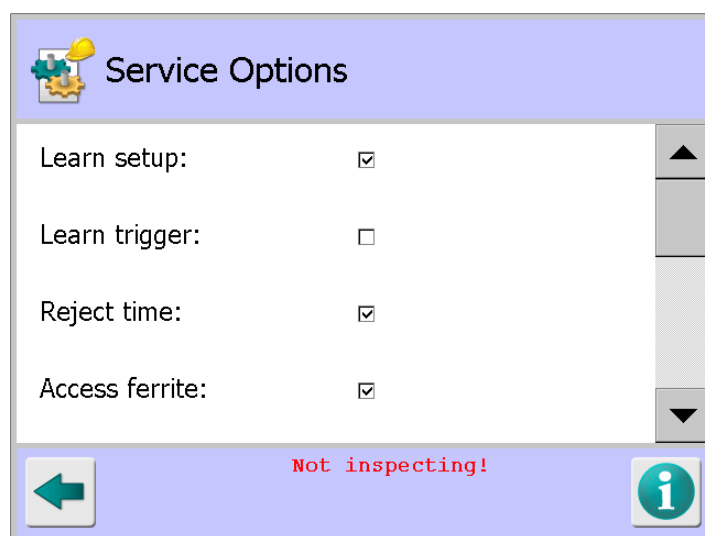 Service Options
Learn setup:
Learn trigger:
Reject time:
Access ferrite:
Not inspecting!